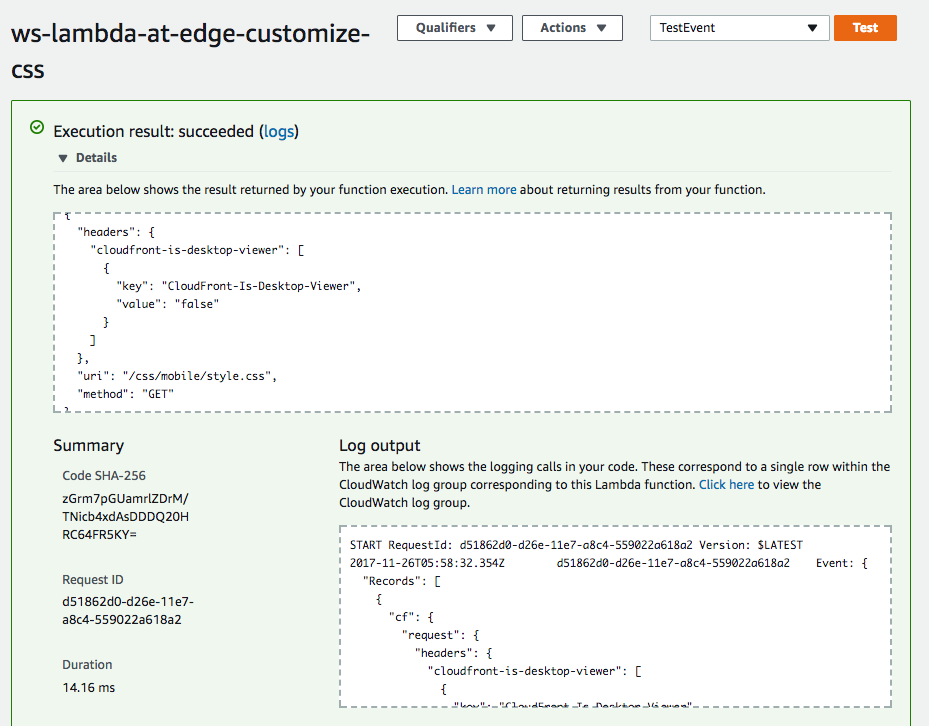 ws-lambda-at-edge-customize-
css
Qualifiers
Actions
TestEvent
Test
Execution result: succeeded (logs)
Details
The area below shows the result returned by your function execution. Learn more about returning results from your function.
{
"headers": {
"cloudfront-is-desktop-viewer": [
{
"key": "CloudFront-Is-Desktop-Viewer",
"value": "false"
}
]
},
"uri": "/css/mobile/style.css",
"method": "GET"
}
Summary
Code SHA-256
zGrm7pGUamrlZDrM/
TNicb4xdAsDDDQ20H
RC64FR5KY=
Request ID
d51862d0-d26e-11e7-
a8c4-559022a618a2
Duration
14.16 ms
Log output
The area below shows the logging calls in your code. These correspond to a single row within the
CloudWatch log group corresponding to this Lambda function. Click here to view the
CloudWatch log group.
START RequestId: d51862d0-d26e-11e7-a8c4-559022a618a2 Version: $LATEST
2017-11-26T05:58:32.354Z d51862d0-d26e-11e7-a8c4-559022a618a2 Event: {
"Records": [
{
"cf": {
"request": {
"headers": {
"cloudfront-is-desktop-viewer": [
{
"key": "CloudFront-Is-Desktop-Viewer",